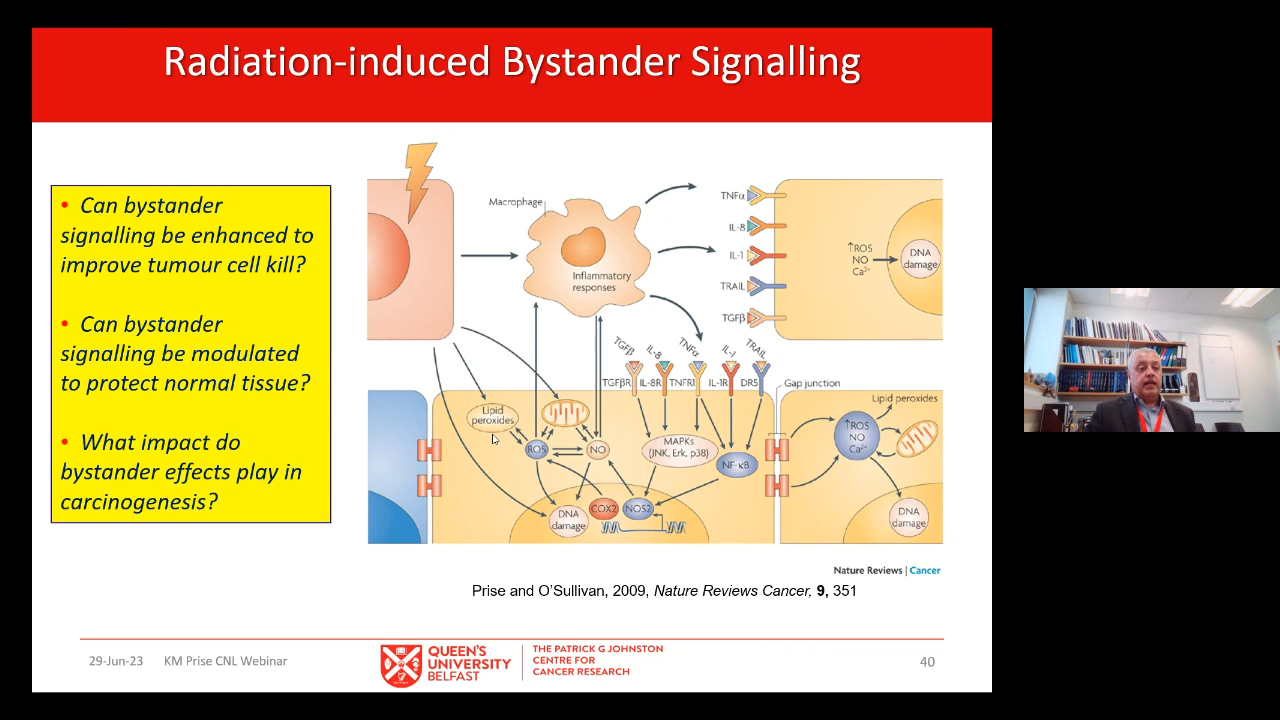 Radiation-induced Bystander Signalling
• Can bystander
signalling be enhanced to
improve tumour cell kill?
• Can bystander
signalling be modulated
to protect normal tissue?
• What impact do
bystander effects play in
carcinogenesis?
Macrophage
Inflammatory
responses
TNFα
IL-8
IL-1
TRAIL
TGFβ
↑ROS
NO
Ca²⁺
DNA
damage
TGFβ
IL-8
TNFα
IL-1
TRAIL
TGFβR
IL-8R
TNFRI
IL-1R
DR5
Gap junction
Lipid
peroxides
ROS
NO
MAPKs
(JNK, Erk, p38)
NF-κB
DNA
damage
COX2
NOS2
Lipid peroxides
↑ROS
NO
Ca²⁺
DNA
damage
Nature Reviews | Cancer
Prise and O'Sullivan, 2009, Nature Reviews Cancer, 9, 351
29-Jun-23
KM Prise CNL Webinar
QUEEN'S
UNIVERSITY
BELFAST
THE PATRICK G JOHNSTON
CENTRE FOR
CANCER RESEARCH
40